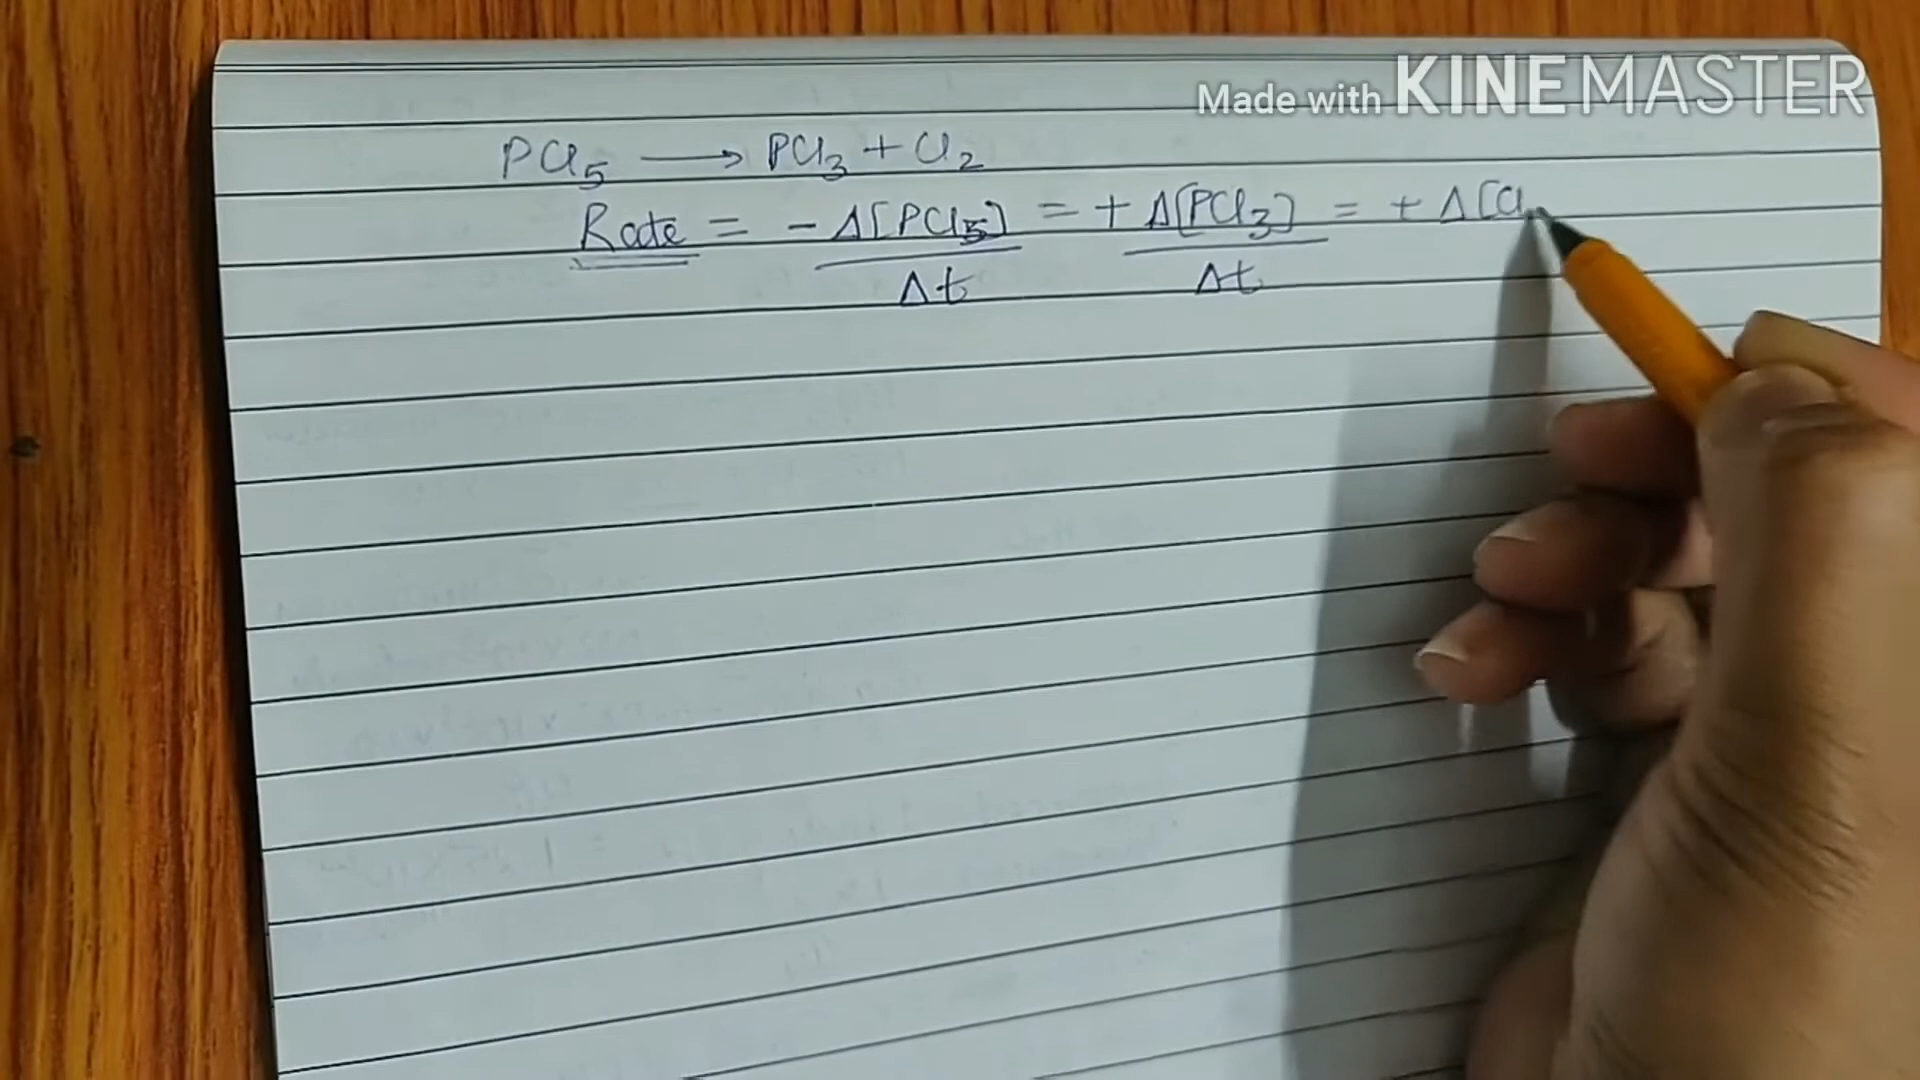 Made with KINEMASTER
PCl5 ⟶ PCl3 + Cl2
Rate = - Δ[PCl5] / Δt = + Δ[PCl3] / Δt = + Δ[Cl